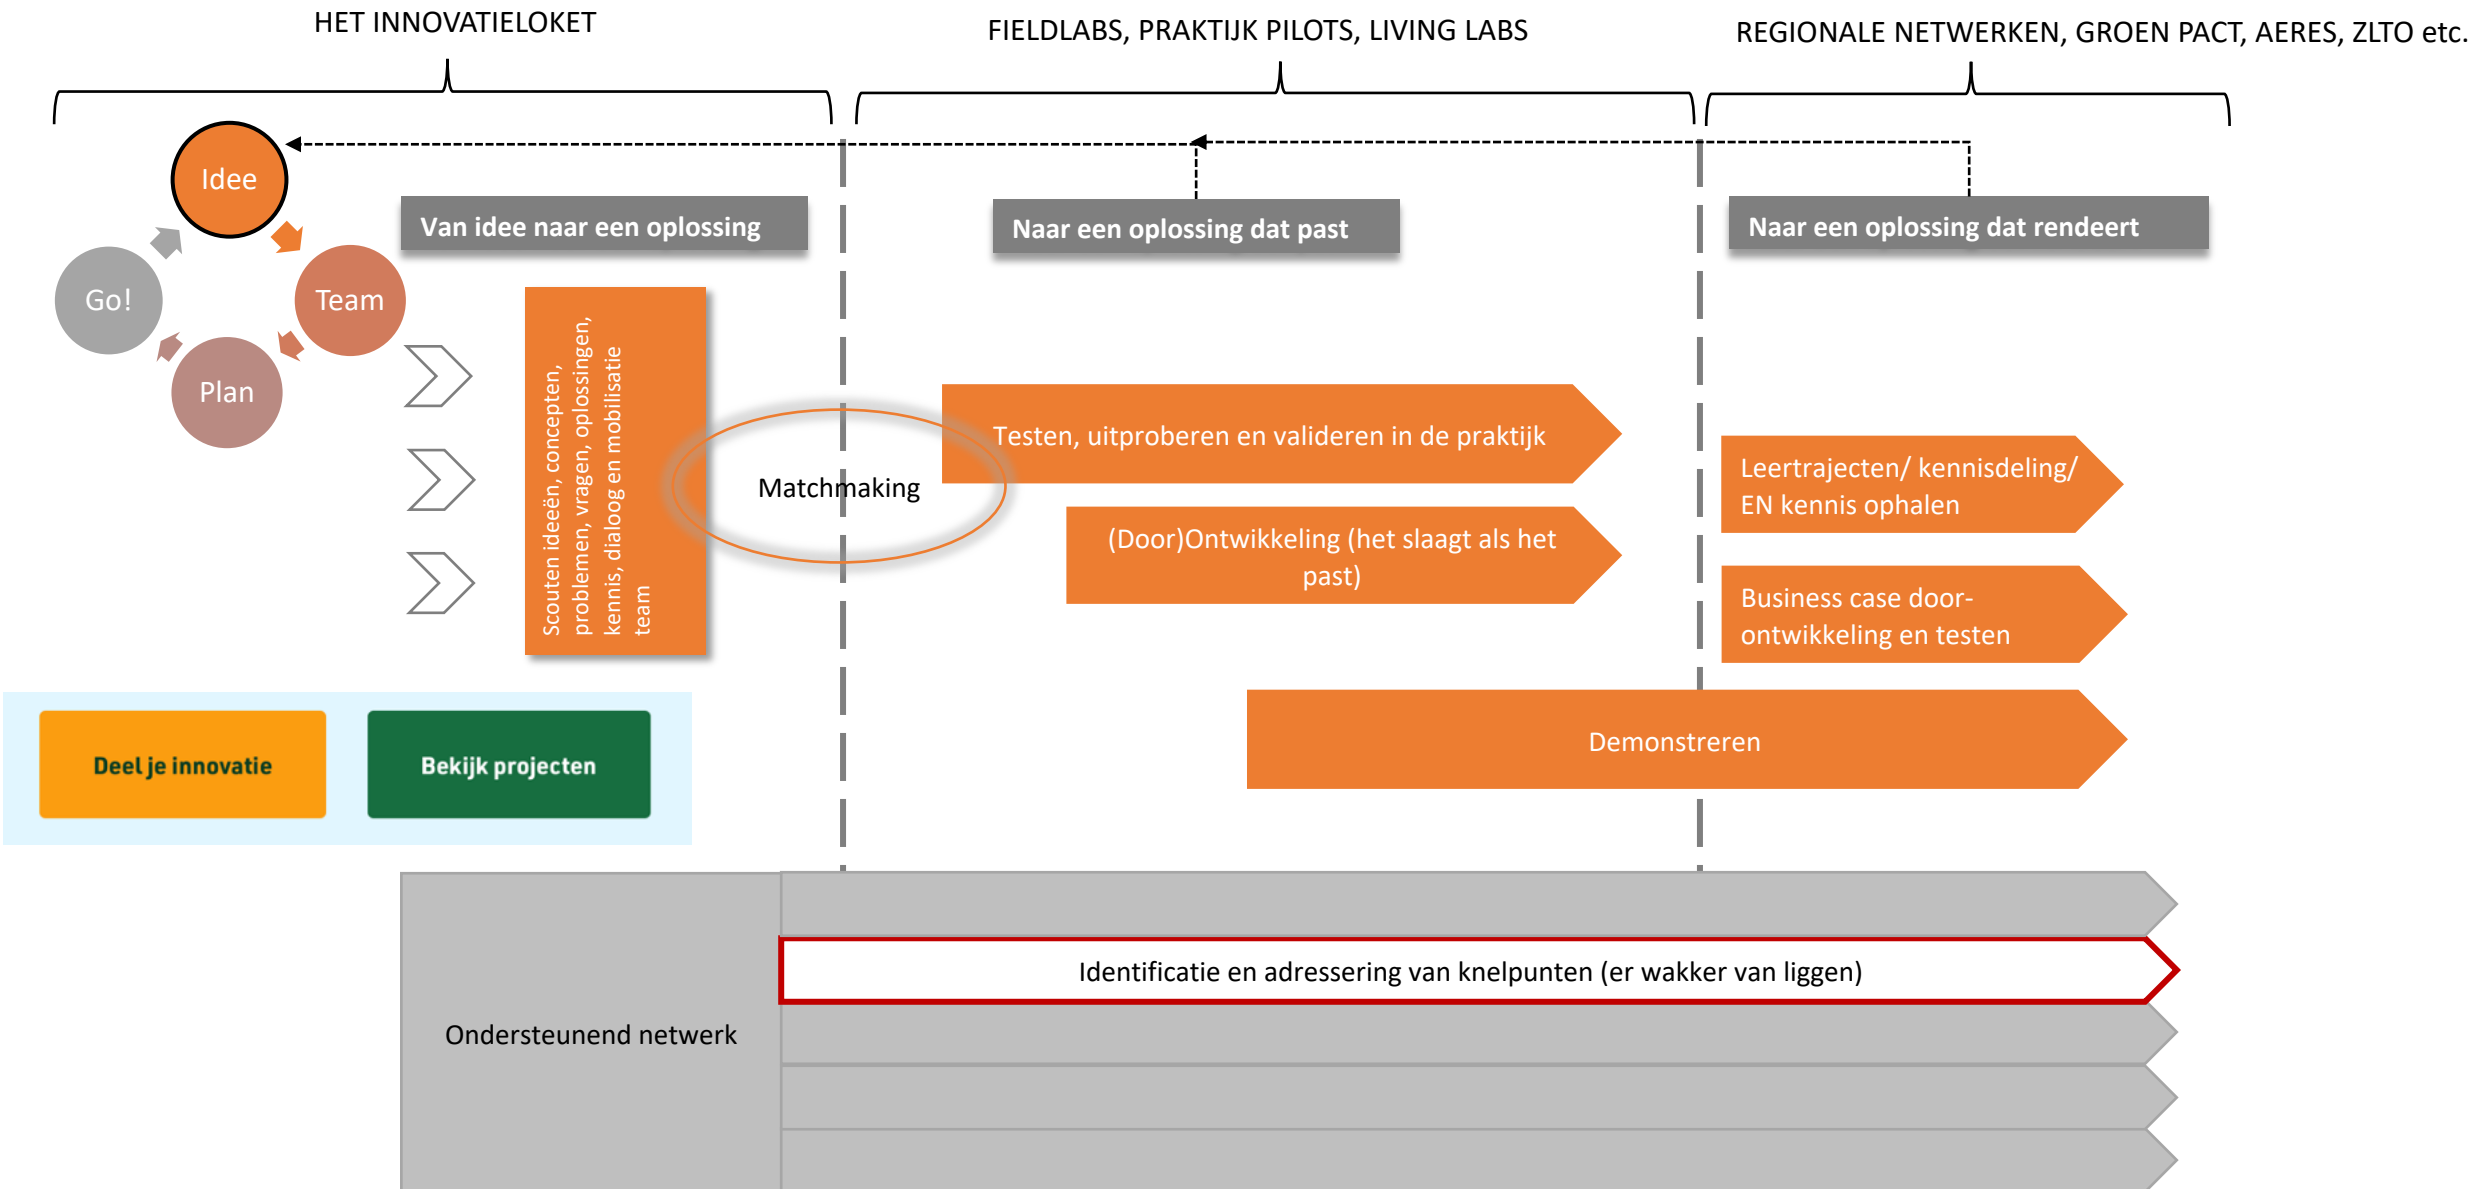 HET INNOVATIELOKET
FIELDLABS, PRAKTIJK PILOTS, LIVING LABS
REGIONALE NETWERKEN, GROEN PACT, AERES, ZLTO etc.
Idee
Team
Plan
Go!
Van idee naar een oplossing
Naar een oplossing dat past
Naar een oplossing dat rendeert
Scouten ideeën, concepten,
problemen, vragen, oplossingen,
kennis, dialoog en mobilisatie
team
Matchmaking
Testen, uitproberen en valideren in de praktijk
(Door)Ontwikkeling (het slaagt als het
past)
Leertrajecten/ kennisdeling/
EN kennis ophalen
Business case door-
ontwikkeling en testen
Demonstreren
Deel je innovatie
Bekijk projecten
Ondersteunend netwerk
Identificatie en adressering van knelpunten (er wakker van liggen)